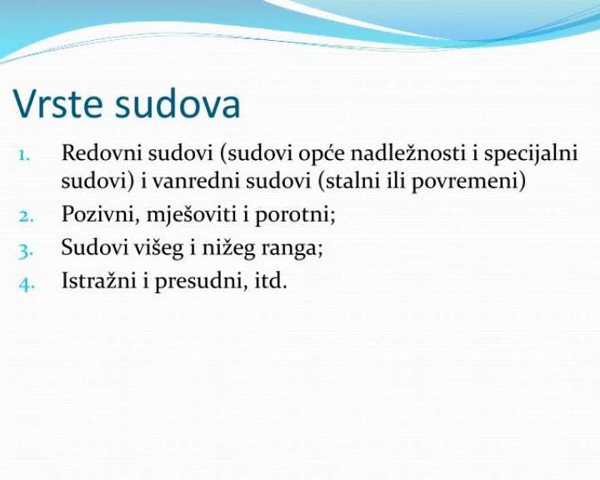 Vrste sudova
1. Redovni sudovi (sudovi opće nadležnosti i specijalni
sudovi) i vanredni sudovi (stalni ili povremeni)
2. Pozivni, mješoviti i porotni;
3. Sudovi višeg i nižeg ranga;
4. Istražni i presudni, itd.